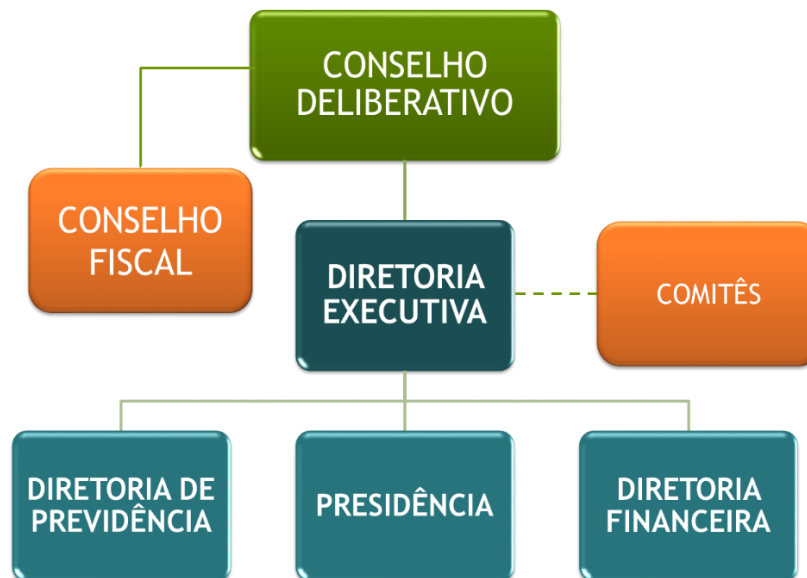 CONSELHO
DELIBERATIVO
CONSELHO
FISCAL
DIRETORIA
EXECUTIVA
COMITÊS
DIRETORIA DE
PREVIDÊNCIA
PRESIDÊNCIA
DIRETORIA
FINANCEIRA